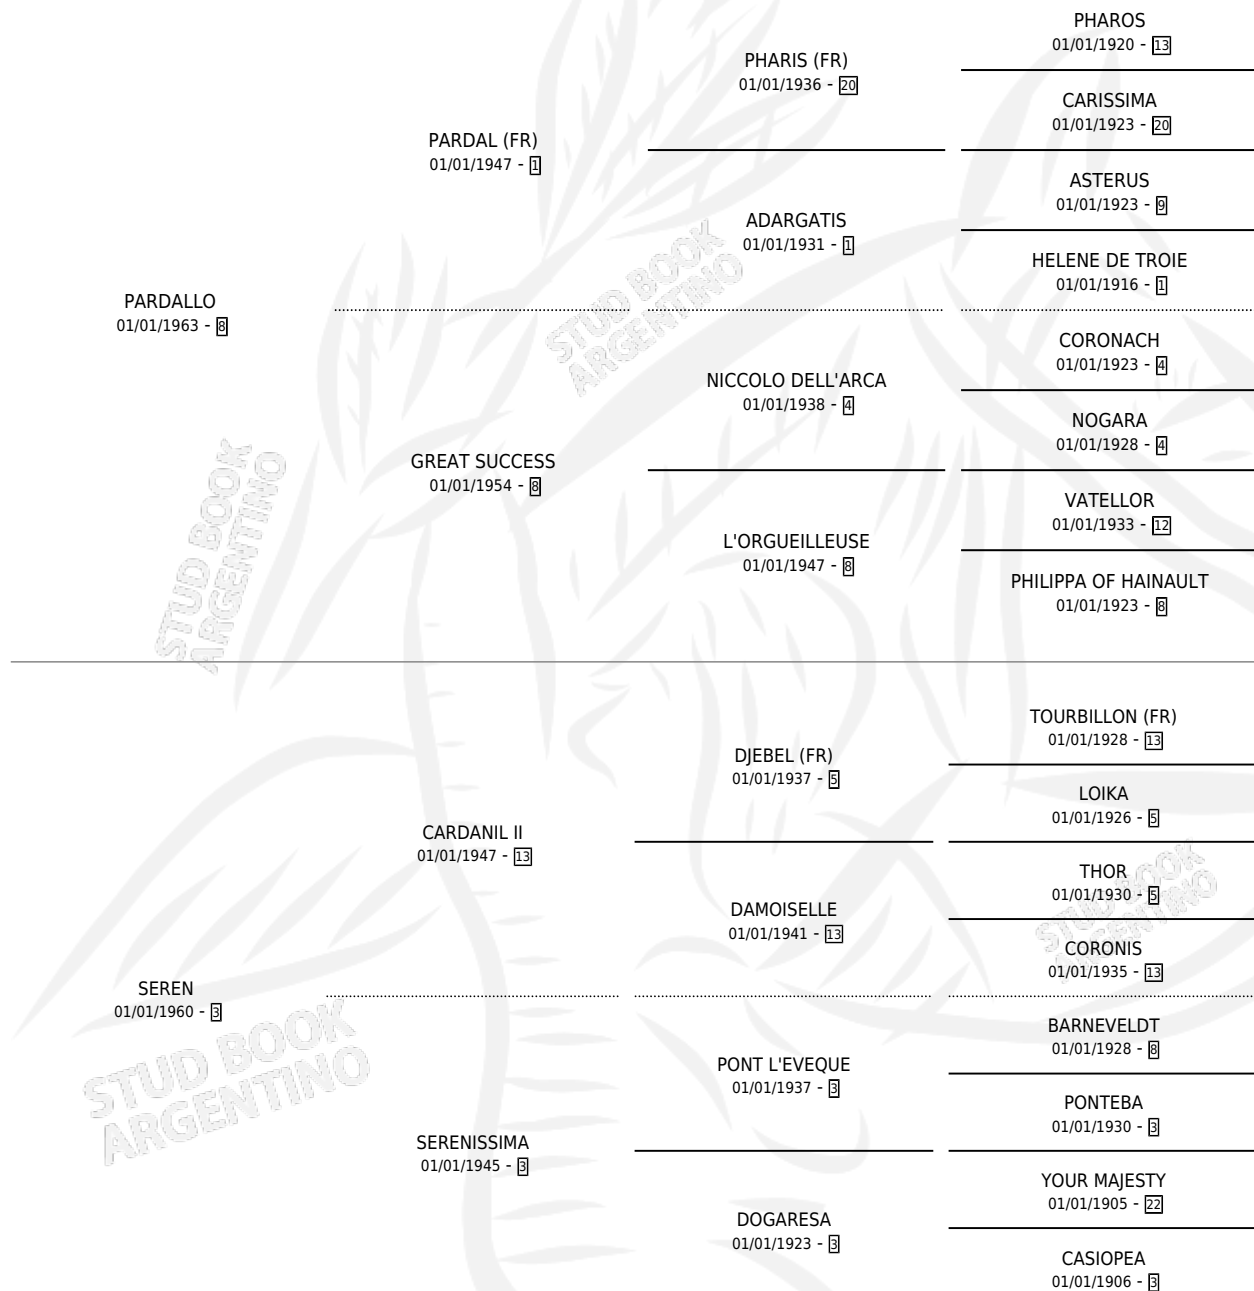 PHAROS
01/01/1920 - 13
PHARIS (FR)
01/01/1936 - 20
CARISSIMA
01/01/1923 - 20
PARDAL (FR)
01/01/1947 - 1
ASTERUS
01/01/1923 - 9
ADARGATIS
01/01/1931 - 1
HELENE DE TROIE
01/01/1916 - 1
PARDALLO
01/01/1963 - 8
CORONACH
01/01/1923 - 4
NICCOLO DELL'ARCA
01/01/1938 - 4
NOGARA
01/01/1928 - 4
GREAT SUCCESS
01/01/1954 - 8
VATELLOR
01/01/1933 - 12
L'ORGUEILLEUSE
01/01/1947 - 8
PHILIPPA OF HAINAULT
01/01/1923 - 8
TOURBILLON (FR)
01/01/1928 - 13
DJEBEL (FR)
01/01/1937 - 5
LOIKA
01/01/1926 - 5
CARDANIL II
01/01/1947 - 13
THOR
01/01/1930 - 5
DAMOISELLE
01/01/1941 - 13
CORONIS
01/01/1935 - 13
SEREN
01/01/1960 - 3
BARNEVELDT
01/01/1928 - 8
PONT L'EVEQUE
01/01/1937 - 3
PONTEBA
01/01/1930 - 3
SERENISSIMA
01/01/1945 - 3
YOUR MAJESTY
01/01/1905 - 22
DOGARESA
01/01/1923 - 3
CASIOPEA
01/01/1906 - 3
STUD BOOK
ARGENTINO
STUD BOOK
ARGENTINO
STUD BOOK
ARGENTINO
STUD BOOK
ARGENTINO